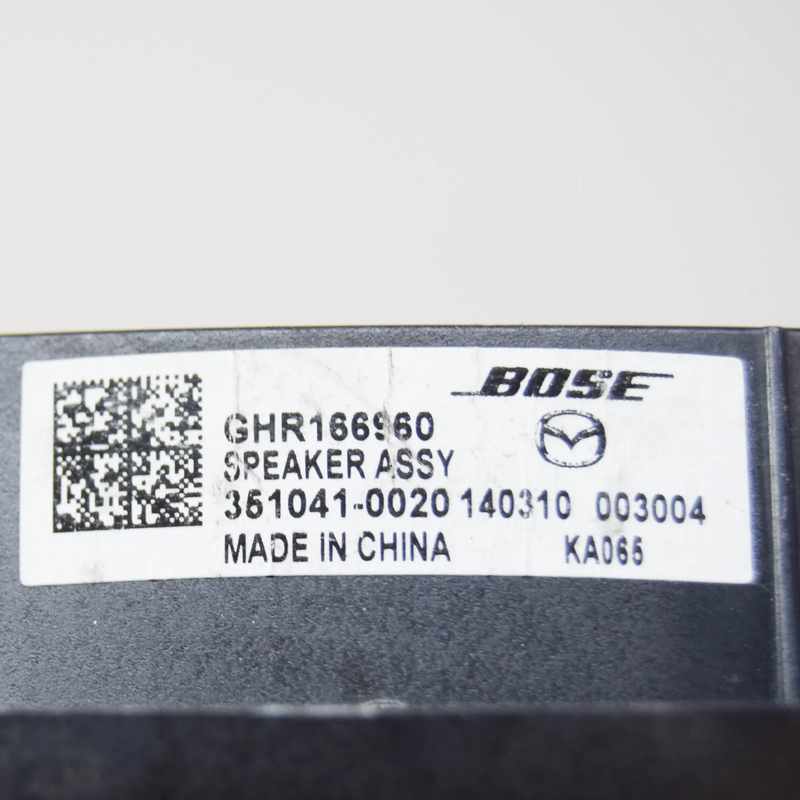 BOSE
GHR166960
SPEAKER ASSY
351041-0020 140310 003004
MADE IN CHINA KA065